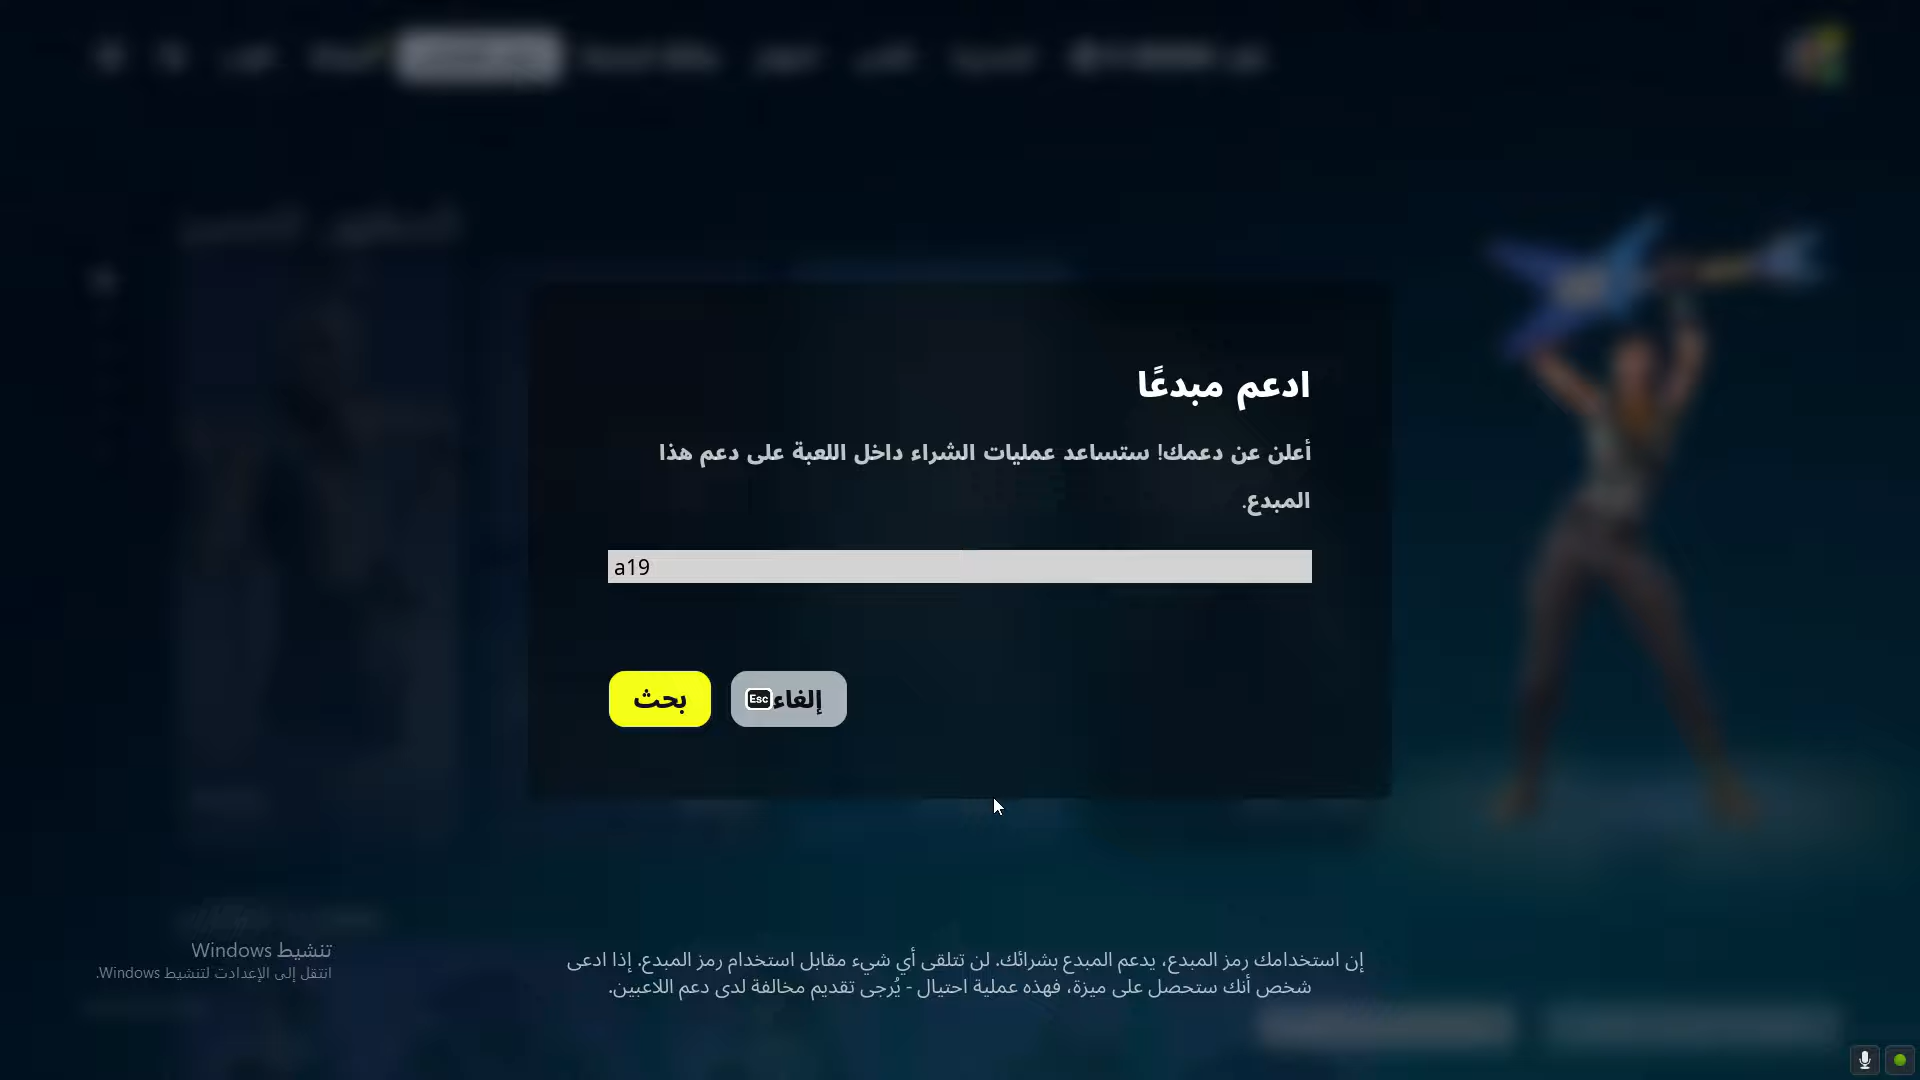 ادعم مبدعًا
أعلن عن دعمك! ستساعد عمليات الشراء داخل اللعبة على دعم هذا
المبدع.
a19
بحث
إلغاء Esc
تنشيط Windows
انتقل إلى الإعدادت لتنشيط Windows.
إن استخدامك رمز المبدع، يدعم المبدع بشرائك. لن تتلقى أي شيء مقابل استخدام رمز المبدع. إذا ادعى
شخص أنك ستحصل على ميزة، فهذه عملية احتيال - يُرجى تقديم مخالفة لدى دعم اللاعبين.